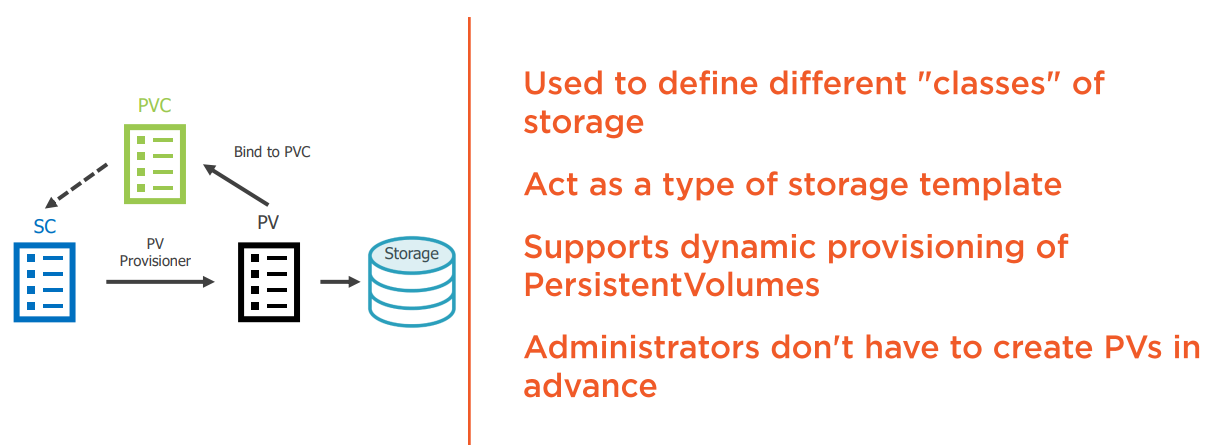 PVC
Bind to PVC
SC
PV
PV
Provisioner
Storage
Used to define different "classes" of
storage
Act as a type of storage template
Supports dynamic provisioning of
PersistentVolumes
Administrators don't have to create PVs in
advance